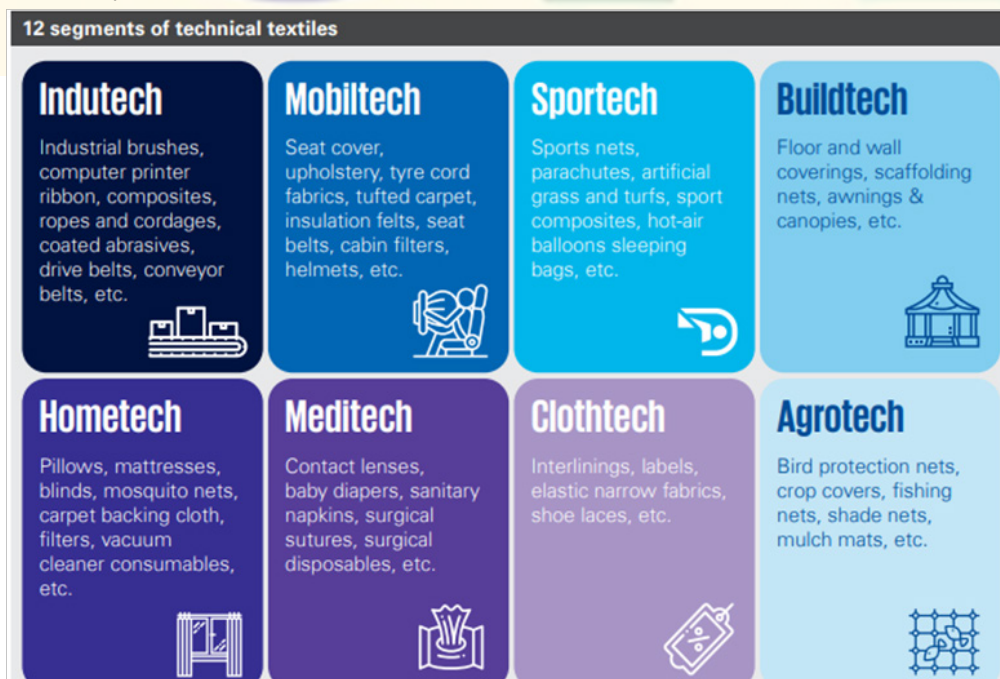 12 segments of technical textiles
Indutech
Industrial brushes,
computer printer
ribbon, composites,
ropes and cordages,
coated abrasives,
drive belts, conveyor
belts, etc.
Mobiltech
Seat cover,
upholstery, tyre cord
fabrics, tufted carpet,
insulation felts, seat
belts, cabin filters,
helmets, etc.
Sportech
Sports nets,
parachutes, artificial
grass and turfs, sport
composites, hot-air
balloons sleeping
bags, etc.
Buildtech
Floor and wall
coverings, scaffolding
nets, awnings &
canopies, etc.
Hometech
Pillows, mattresses,
blinds, mosquito nets,
carpet backing cloth,
filters, vacuum
cleaner consumables,
etc.
Meditech
Contact lenses,
baby diapers, sanitary
napkins, surgical
sutures, surgical
disposables, etc.
Clothtech
Interlinings, labels,
elastic narrow fabrics,
shoe laces, etc.
%
Agrotech
Bird protection nets,
crop covers, fishing
nets, shade nets,
mulch mats, etc.